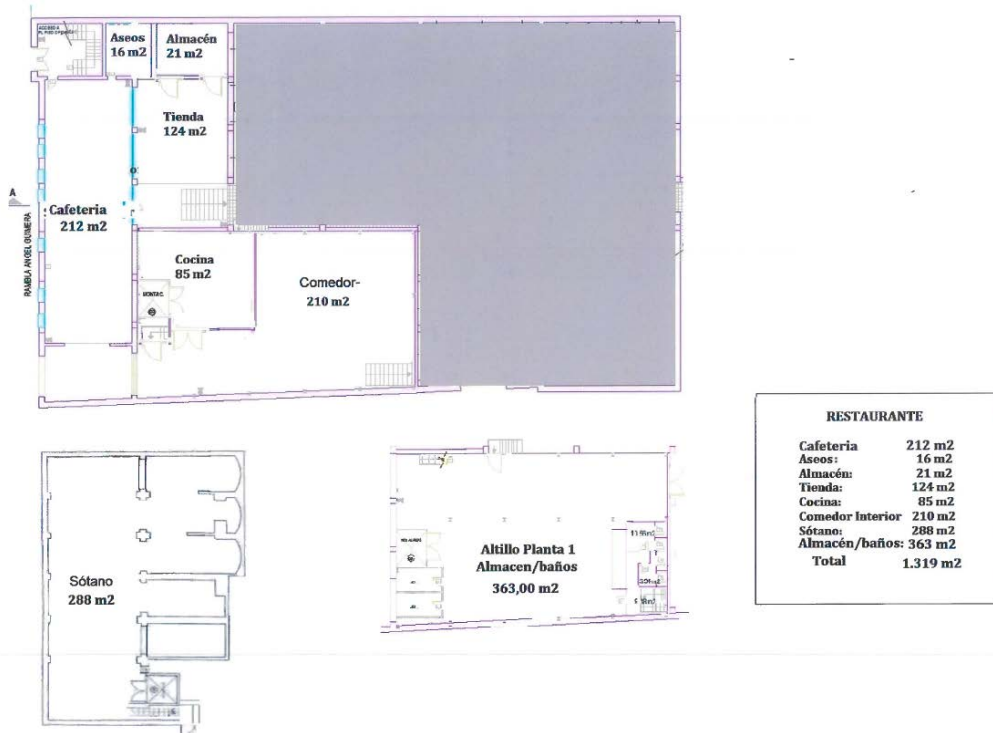 ACCESO A
Aseos
16 m2
Almacén
21 m2
Tienda
124 m2
A
RAMBLA ANGEL GUIMERA
Cafeteria
212 m2
Cocina
85 m2
MONTAC.
Comedor-
210 m2
Sótano
288 m2
Altillo Planta 1
Almacen/baños
363,00 m2
RESTAURANTE
Cafeteria 212 m2
Aseos: 16 m2
Almacén: 21 m2
Tienda: 124 m2
Cocina: 85 m2
Comedor Interior 210 m2
Sótano: 288 m2
Almacén/baños: 363 m2
Total 1.319 m2